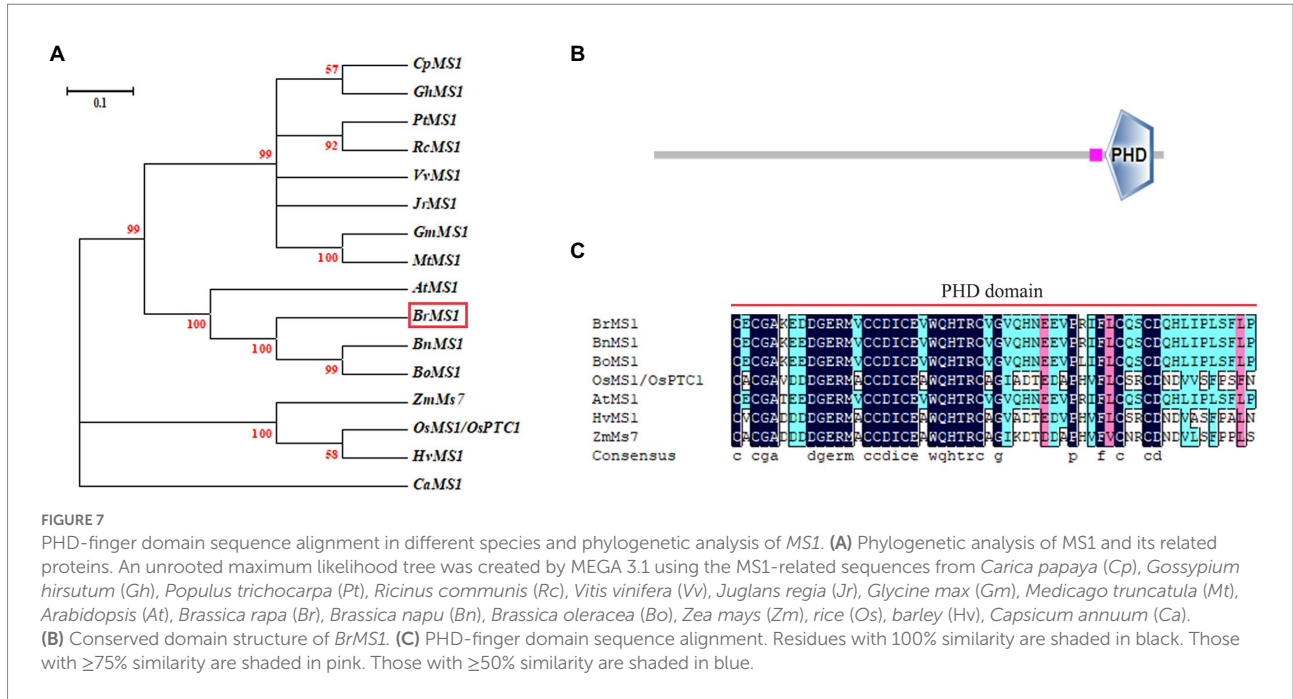 A
0.1
57
CpMS1
GhMS1
PtMS1
92
RcMS1
99
VvMS1
JrMS1
GmMS1
100
MtMS1
99
AtMS1
BrMS1
100
BnMS1
100
99
BoMS1
ZmMs7
100
OsMS1/OsPTC1
58
HvMS1
CaMS1
B
PHD
C
PHD domain
BrMS1 CECGAKEDDGERMVCCDICEVWQHTRCVGVQHNEEVPRIFLCQSCDQHLIPLSFLP
BnMS1 CECGAKEDDGERMVCCDICEVWQHTRCVGVQHNEEVPRIFLCQSCDQHLIPLSFLP
BoMS1 CECGAKEDDGERMVCCDICEVWQHTRCVGVQHNEEVPLIFLCQSCDQHLIPLSFLP
OsMS1/OsPTC1 CACGAVDDDGERMACCDICEAWQHTRCAGIADTEDAPHVFLCSRCDNDVVSFPSFN
AtMS1 CECGATEEDGERMVCCDICEVWQHTRCVGVQHNEEVPRIFLCQSCDQHLIPLSFLP
HvMS1 CVCGADDDDGERMACCDICEAWQHTRCAGVADTEDVPHVFLCSRCDNDVASFPALN
ZmMs7 CACGADDDDGERMACCDICEAWQHTRCAGIKDTDDAPHVFVCNRCDNDVLSFPPLS
Consensus c cga dgerm ccdice wqhtrc g p f c cd
FIGURE 7
PHD-finger domain sequence alignment in different species and phylogenetic analysis of MS1. (A) Phylogenetic analysis of MS1 and its related
proteins. An unrooted maximum likelihood tree was created by MEGA 3.1 using the MS1-related sequences from Carica papaya (Cp), Gossypium
hirsutum (Gh), Populus trichocarpa (Pt), Ricinus communis (Rc), Vitis vinifera (Vv), Juglans regia (Jr), Glycine max (Gm), Medicago truncatula (Mt),
Arabidopsis (At), Brassica rapa (Br), Brassica napu (Bn), Brassica oleracea (Bo), Zea mays (Zm), rice (Os), barley (Hv), Capsicum annuum (Ca).
(B) Conserved domain structure of BrMS1. (C) PHD-finger domain sequence alignment. Residues with 100% similarity are shaded in black. Those
with ≥75% similarity are shaded in pink. Those with ≥50% similarity are shaded in blue.